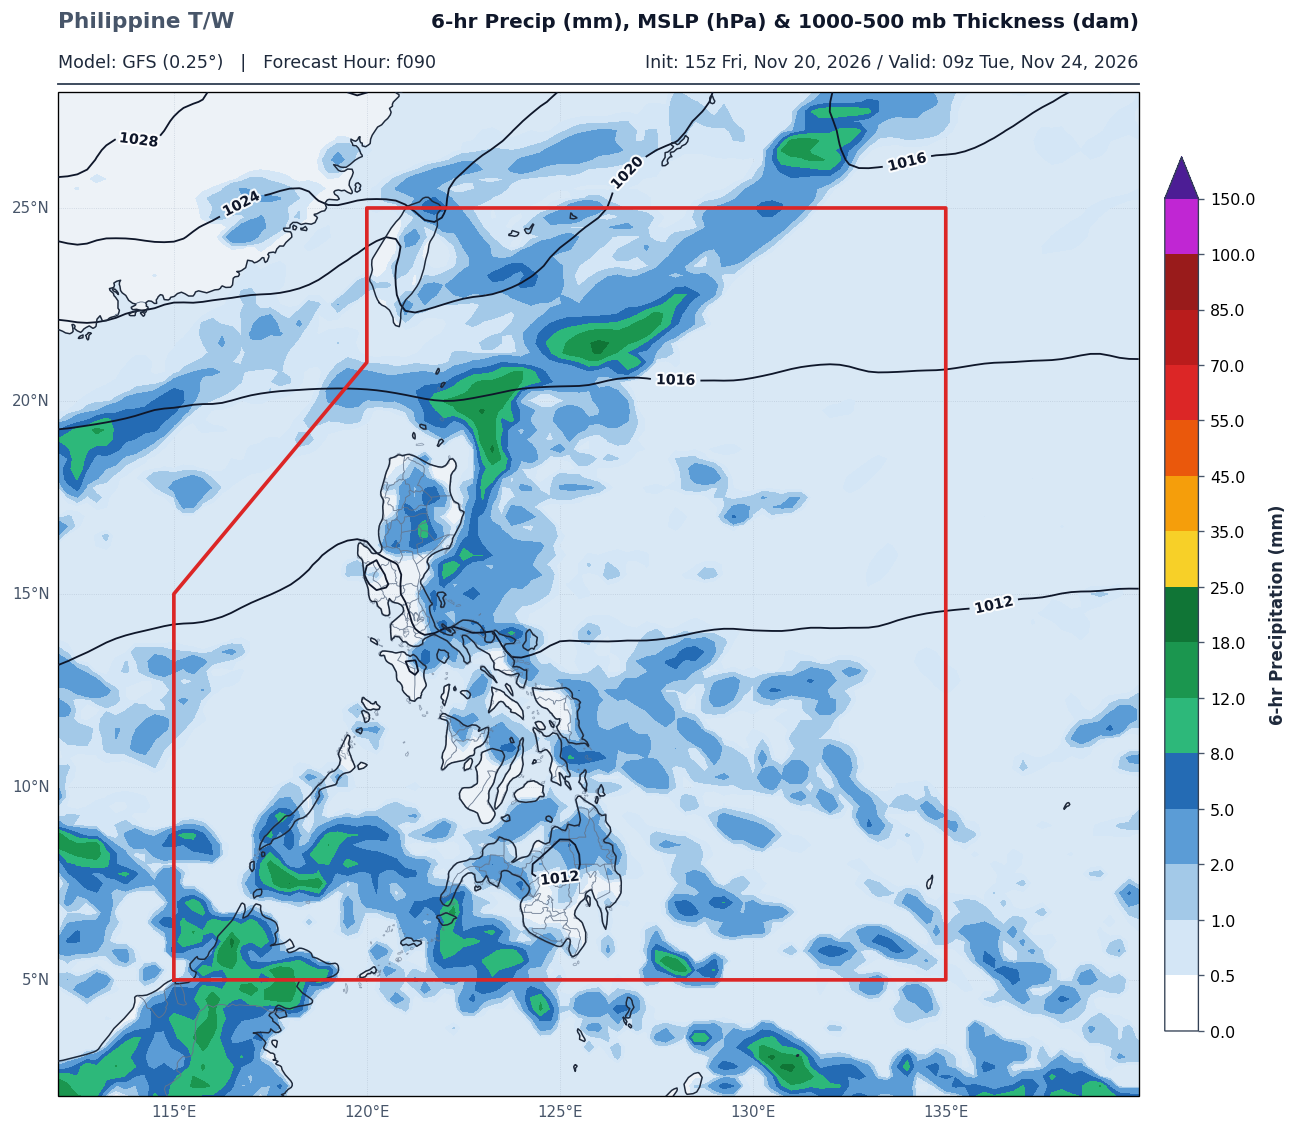 Philippine T/W
6-hr Precip (mm), MSLP (hPa) & 1000-500 mb Thickness (dam)
Model: GFS (0.25°) | Forecast Hour: f090
Init: 15z Fri, Nov 20, 2026 / Valid: 09z Tue, Nov 24, 2026
1028
1024
1020
1016
1016
1012
1012
25°N
20°N
15°N
10°N
5°N
115°E
120°E
125°E
130°E
135°E
150.0
100.0
85.0
70.0
55.0
45.0
35.0
25.0
18.0
12.0
8.0
5.0
2.0
1.0
0.5
0.0
6-hr Precipitation (mm)